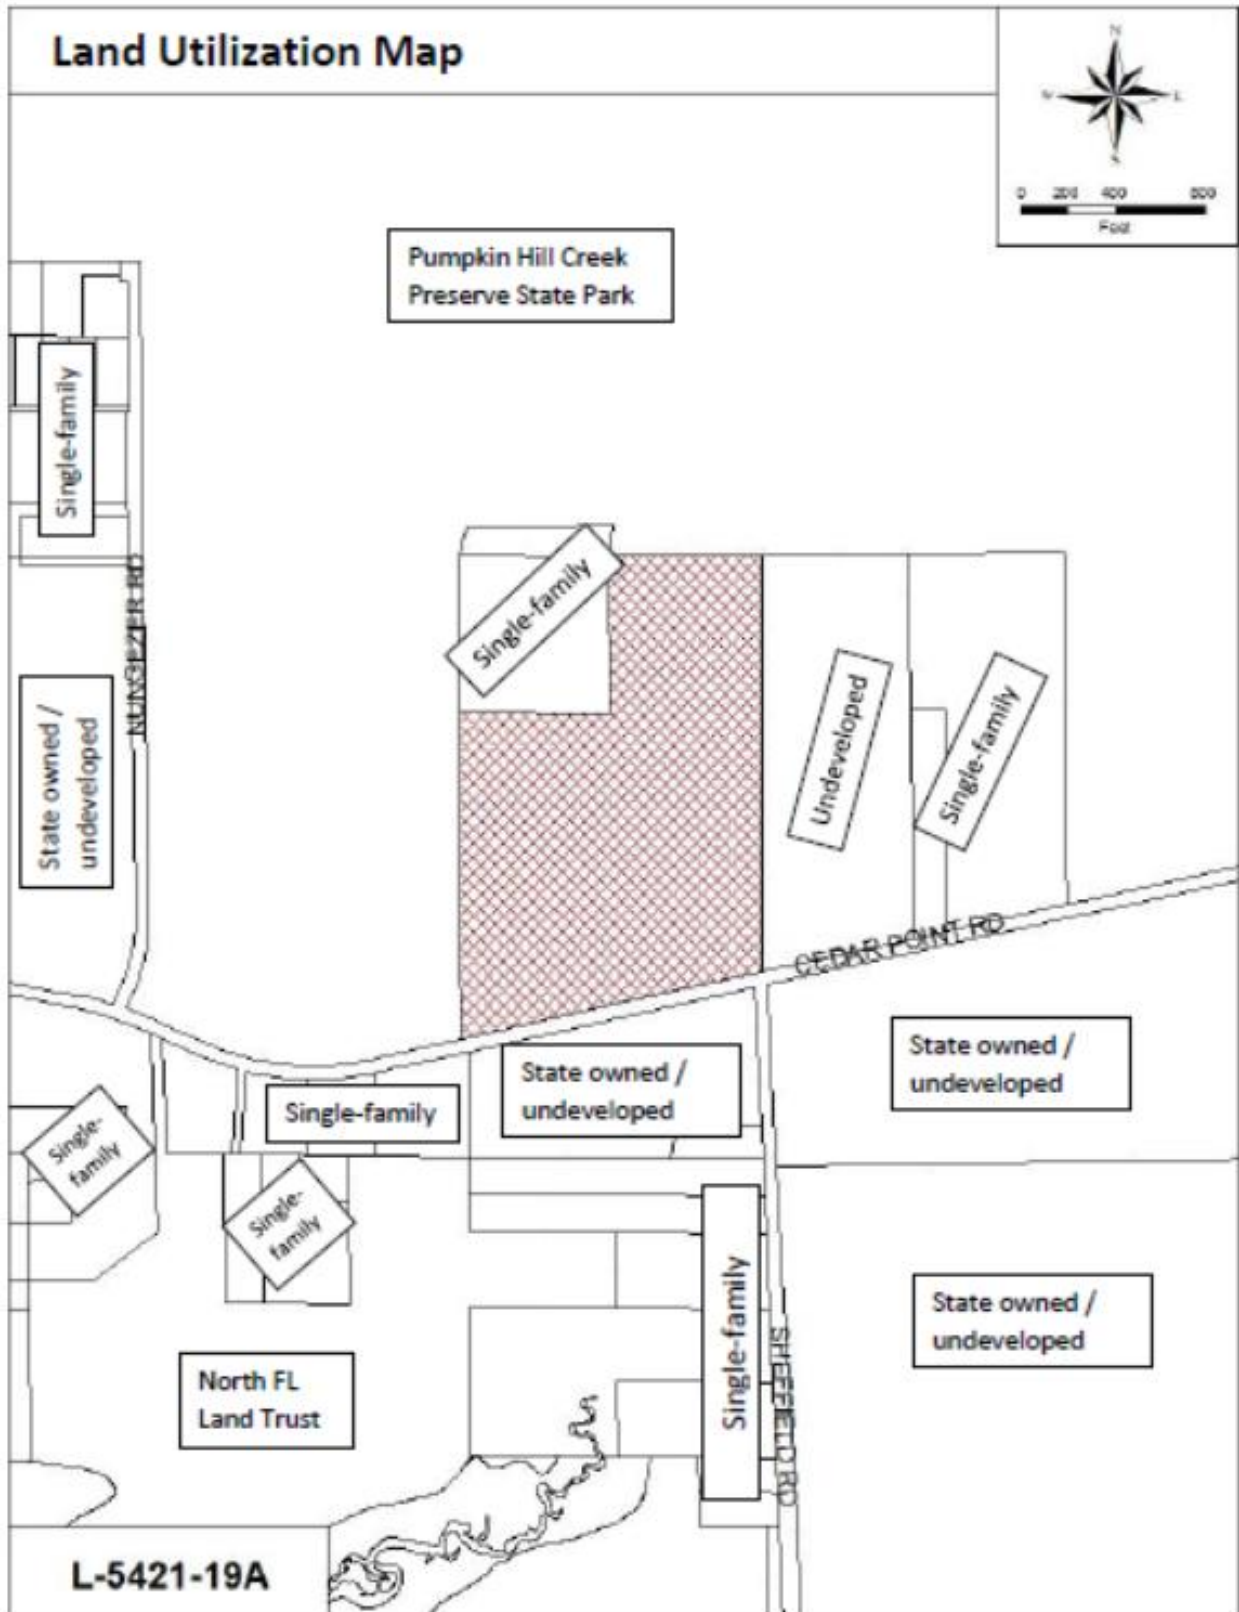 Land Utilization Map
N
W
E
S
0 200 400 800
Feet
Pumpkin Hill Creek
Preserve State Park
Single-family
NUNGEZER RD
Single-family
State owned /
undeveloped
Undeveloped
Single-family
CEDAR POINT RD
State owned /
undeveloped
State owned /
undeveloped
Single-family
Single-
family
Single-
family
Single-family
SHEFFIELD RD
State owned /
undeveloped
North FL
Land Trust
L-5421-19A